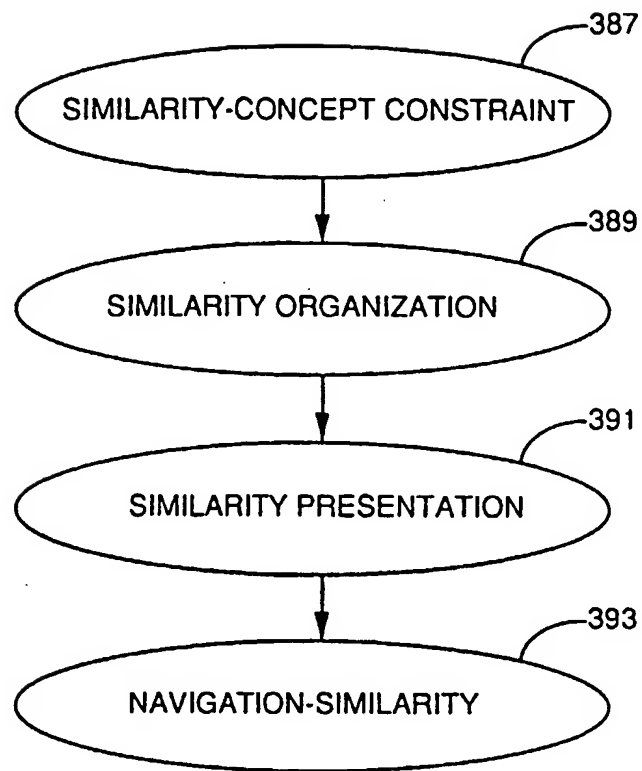 387
SIMILARITY-CONCEPT CONSTRAINT
389
SIMILARITY ORGANIZATION
391
SIMILARITY PRESENTATION
393
NAVIGATION-SIMILARITY